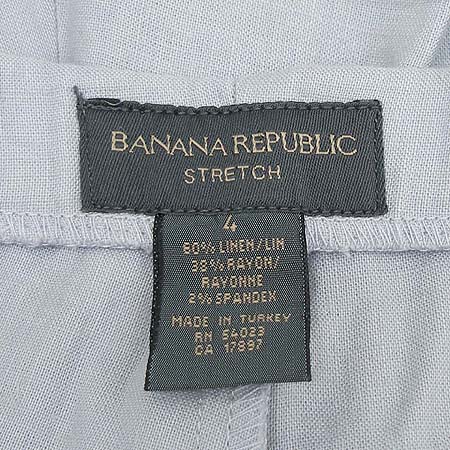 BANANA REPUBLIC
STRETCH
4
60% LINEN/LIN
38% RAYON/
RAYONNE
2% SPANDEX
MADE IN TURKEY
RN 54023
CA 17897